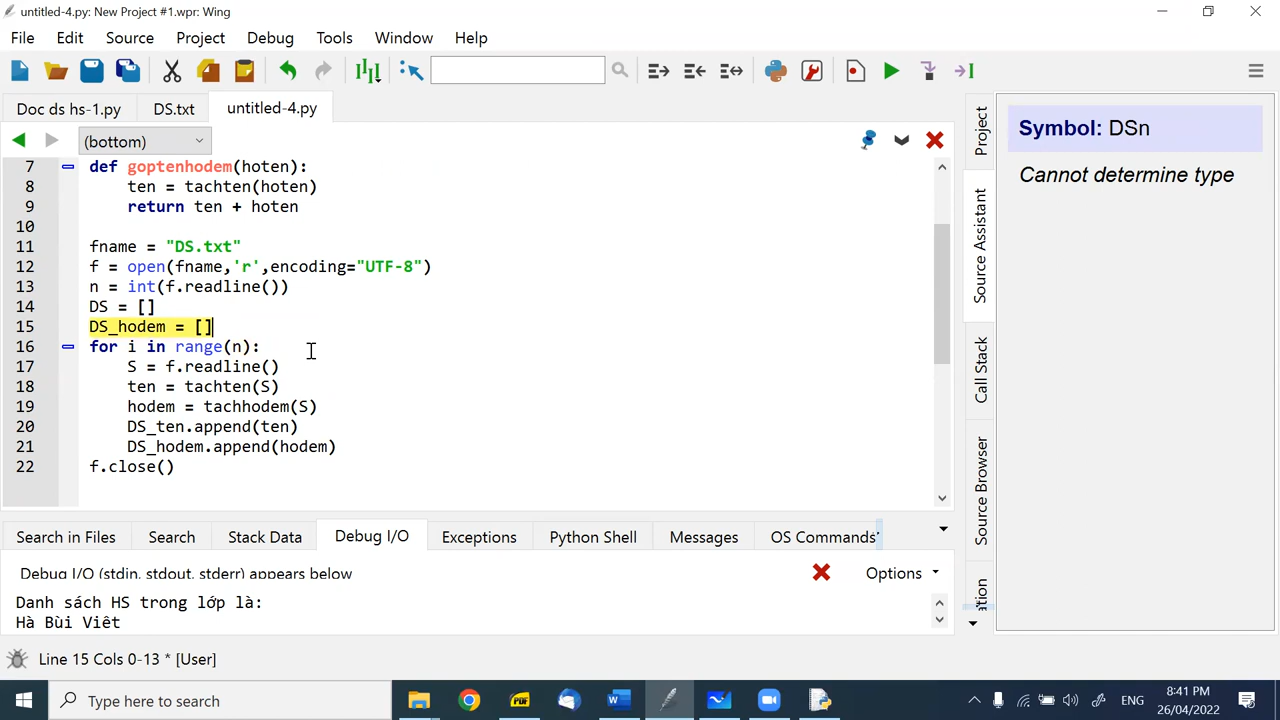 untitled-4.py: New Project #1.wpr: Wing
File Edit Source Project Debug Tools Window Help
Doc ds hs-1.py DS.txt untitled-4.py
(bottom)
7 def goptenhodem(hoten):
8 ten = tachten(hoten)
9 return ten + hoten
10
11 fname = "DS.txt"
12 f = open(fname,'r',encoding="UTF-8")
13 n = int(f.readline())
14 DS = []
15 DS_hodem = []
16 for i in range(n):
17 S = f.readline()
18 ten = tachten(S)
19 hodem = tachhodem(S)
20 DS_ten.append(ten)
21 DS_hodem.append(hodem)
22 f.close()
Project
Source Assistant
Call Stack
Source Browser
Symbol: DSn
Cannot determine type
Search in Files Search Stack Data Debug I/O Exceptions Python Shell Messages OS Commands
Debug I/O (stdin, stdout, stderr) appears below
Options
Danh sách HS trong lớp là:
Hà Bùi Viêt
Line 15 Cols 0-13 * [User]
Type here to search
ENG
8:41 PM
26/04/2022